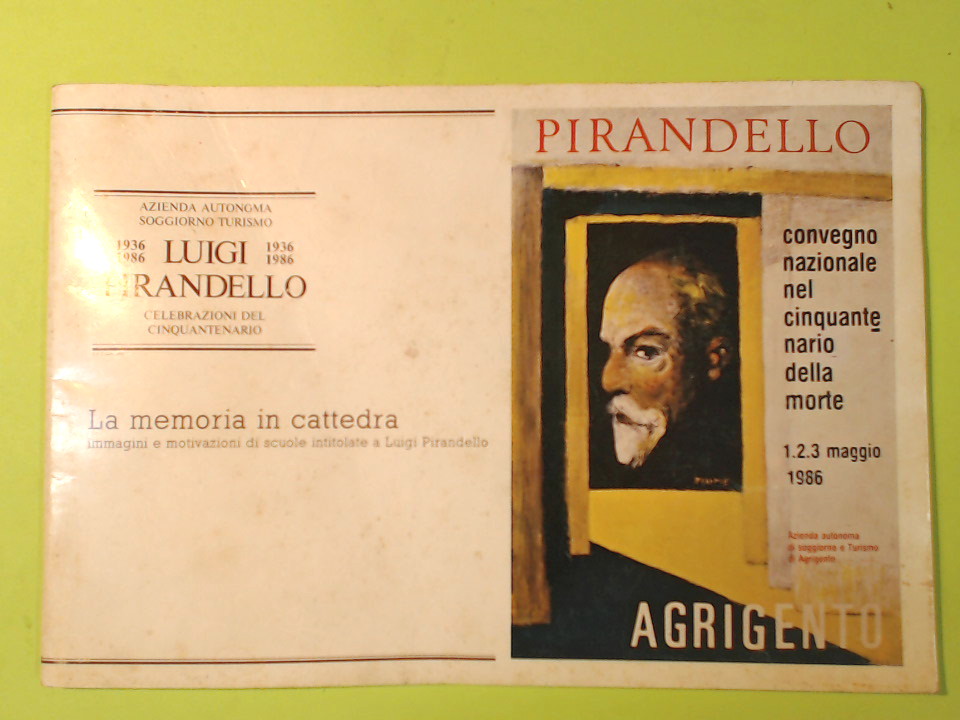 AZIENDA AUTONOMA
SOGGIORNO TURISMO
1936 LUIGI 1936
1986 1986
PIRANDELLO
CELEBRAZIONI DEL
CINQUANTENARIO
La memoria in cattedra
immagini e motivazioni di scuole intitolate a Luigi Pirandello
PIRANDELLO
convegno
nazionale
nel
cinquante
nario
della
morte
1.2.3 maggio
1986
Azienda autonoma
di soggiorno e Turismo
di Agrigento
AGRIGENTO